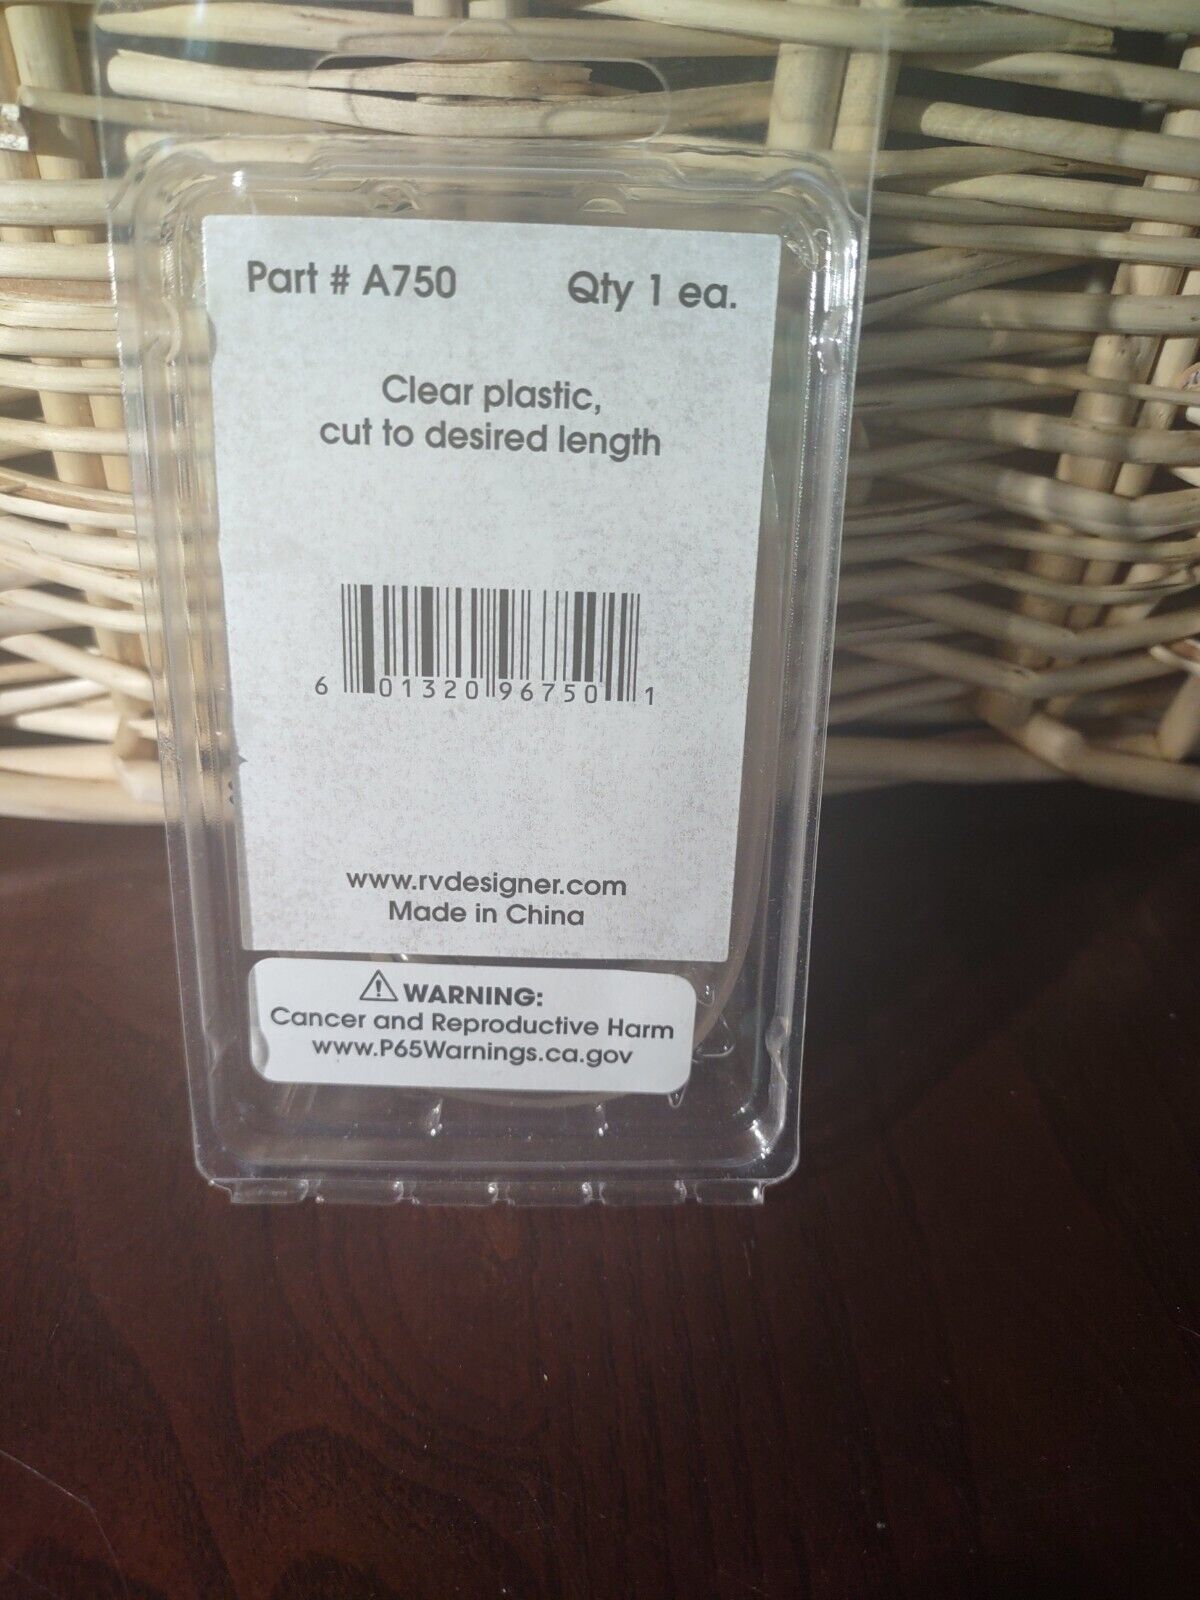 Part # A750 Qty 1 ea.
Clear plastic,
cut to desired length
6 01320 96750 1
www.rvdesigner.com
Made in China
⚠ WARNING:
Cancer and Reproductive Harm
www.P65Warnings.ca.gov